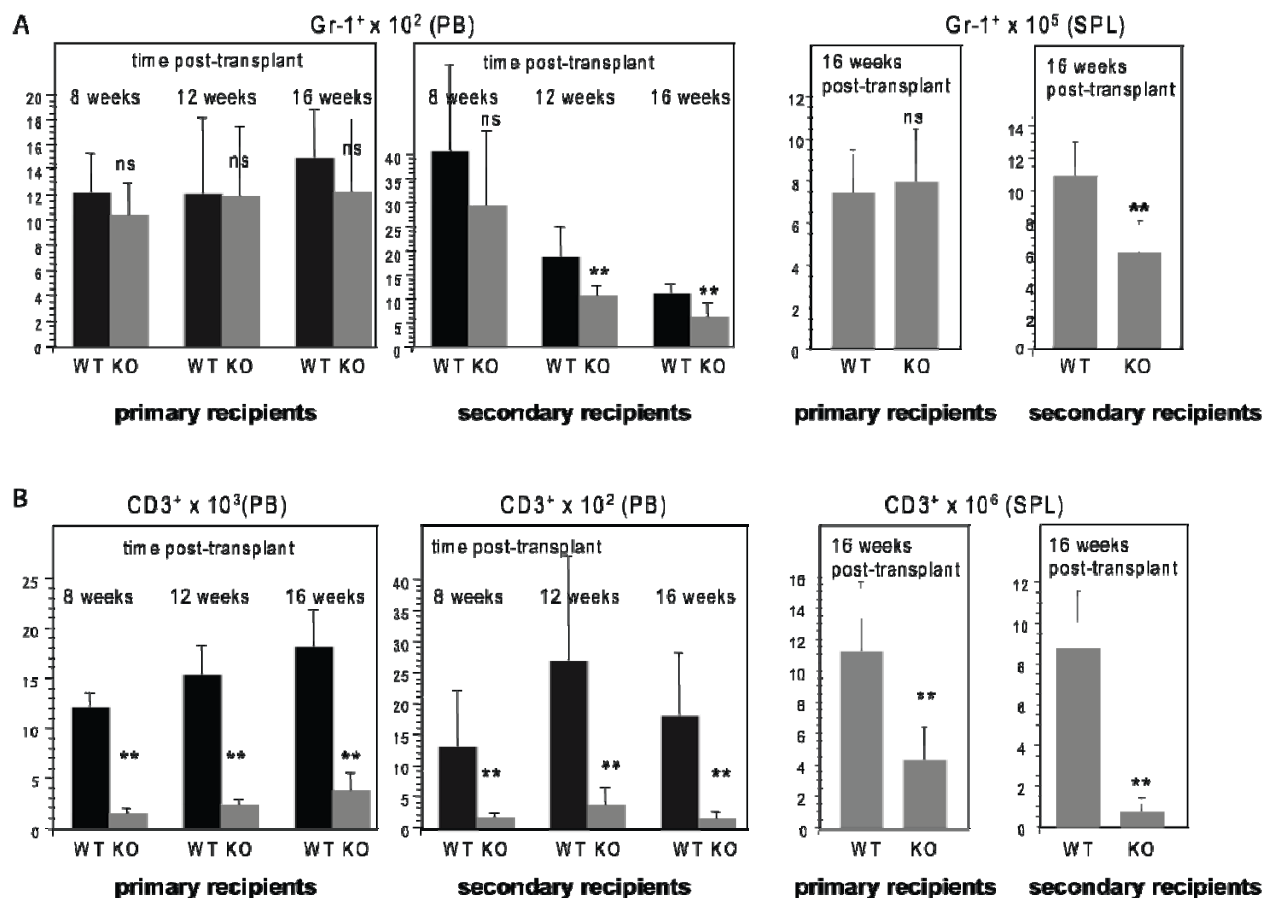 A
Gr-1⁺ x 10² (PB)
Gr-1⁺ x 10⁵ (SPL)
time post-transplant
8 weeks 12 weeks 16 weeks
20
18
16
14
12
10
8
6
4
2
0
ns
ns
ns
WT KO WT KO WT KO
primary recipients
time post-transplant
8 weeks 12 weeks 16 weeks
40
35
30
25
20
15
10
5
0
ns
**
**
WT KO WT KO WT KO
secondary recipients
16 weeks
post-transplant
12
10
8
6
4
2
0
ns
WT KO
primary recipients
16 weeks
post-transplant
14
12
10
8
6
4
2
0
**
WT KO
secondary recipients
B
CD3⁺ x 10³(PB)
CD3⁺ x 10² (PB)
CD3⁺ x 10⁶ (SPL)
time post-transplant
8 weeks 12 weeks 16 weeks
25
20
15
10
5
0
**
**
**
WT KO WT KO WT KO
primary recipients
time post-transplant
8 weeks 12 weeks 16 weeks
40
35
30
25
20
15
10
5
0
**
**
**
WT KO WT KO WT KO
secondary recipients
16 weeks
post-transplant
16
14
12
10
8
6
4
2
0
**
WT KO
primary recipients
16 weeks
post-transplant
12
10
8
6
4
2
0
**
WT KO
secondary recipients